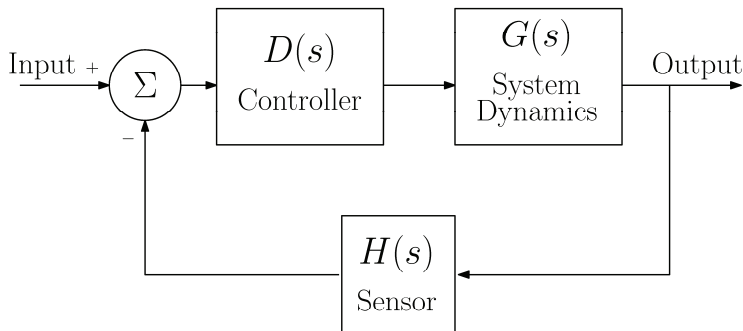 Input +
Σ
−
D(s)
Controller
G(s)
System
Dynamics
Output
H(s)
Sensor